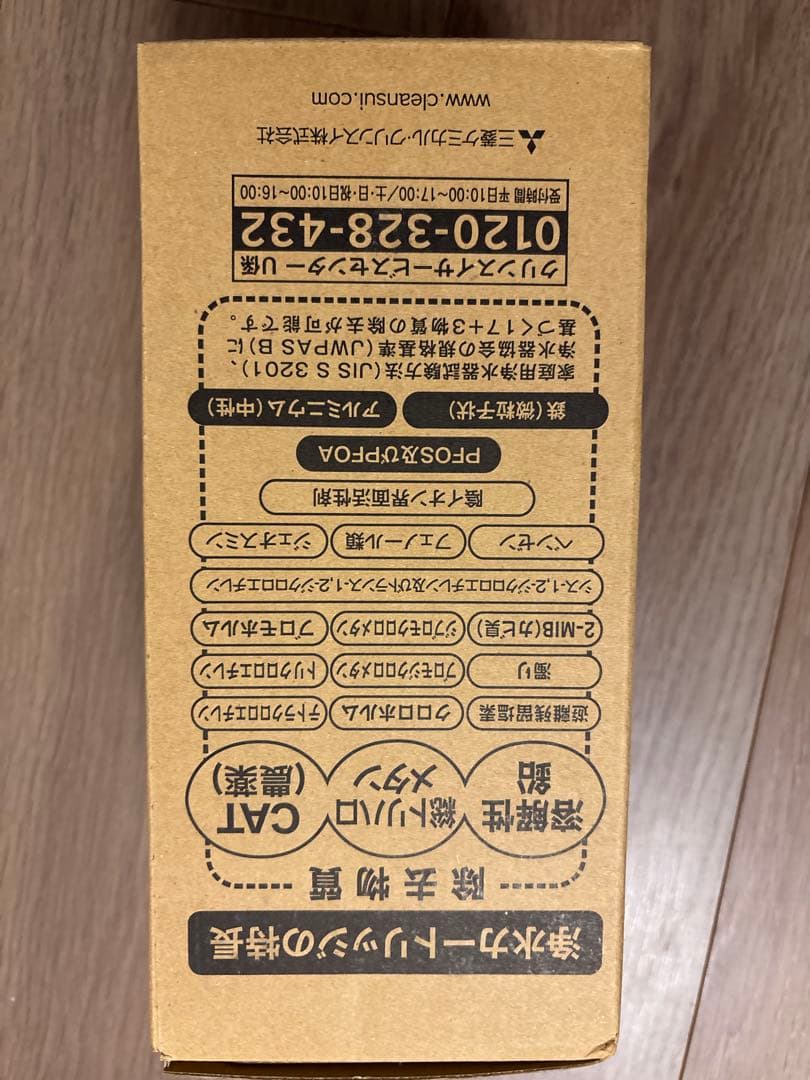 浄水カートリッジの特長
除去物質
溶解性鉛
総トリハロメタン
CAT(農薬)
遊離残留塩素 クロロホルム テトラクロロエチレン
濁り ブロモジクロロメタン トリクロロエチレン
2-MIB(カビ臭) ジブロモクロロメタン ブロモホルム
シス-1,2-ジクロロエチレン及びトランス-1,2-ジクロロエチレン
ベンゼン フェノール類 ジェオスミン
陰イオン界面活性剤
PFOS及びPFOA
鉄(微粒子状) アルミニウム(中性)
家庭用浄水器試験方法(JIS S 3201)、
浄水器協会の規格基準(JWPAS B)に
基づく17+3物質の除去が可能です。
クリンスイサービスセンター U係
0120-328-432
受付時間 平日10:00~17:00/土・日・祝日10:00~16:00
三菱ケミカル・クリンスイ株式会社
www.cleansui.com